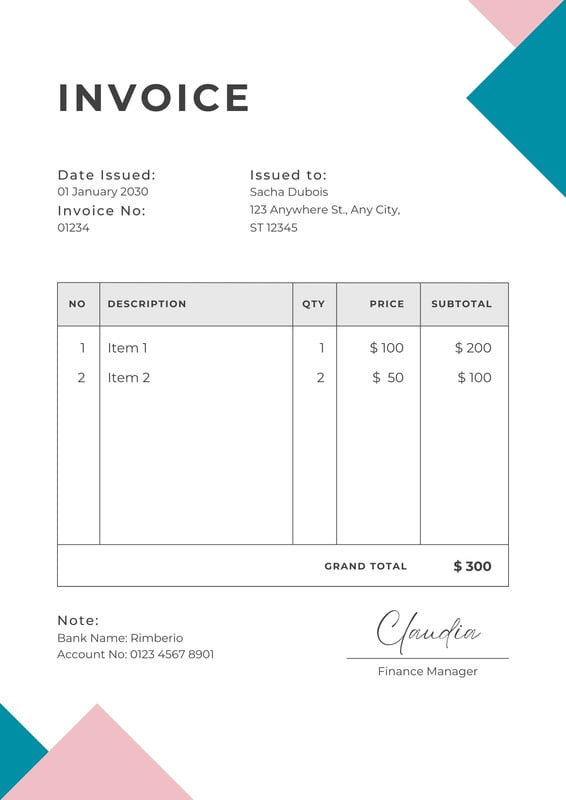 INVOICE
Date Issued:
01 January 2030
Invoice No:
01234
Issued to:
Sacha Dubois
123 Anywhere St., Any City,
ST 12345
NO DESCRIPTION QTY PRICE SUBTOTAL
1 Item 1 1 $ 100 $ 200
2 Item 2 2 $ 50 $ 100
GRAND TOTAL $ 300
Note:
Bank Name: Rimberio
Account No: 0123 4567 8901
Claudia
Finance Manager